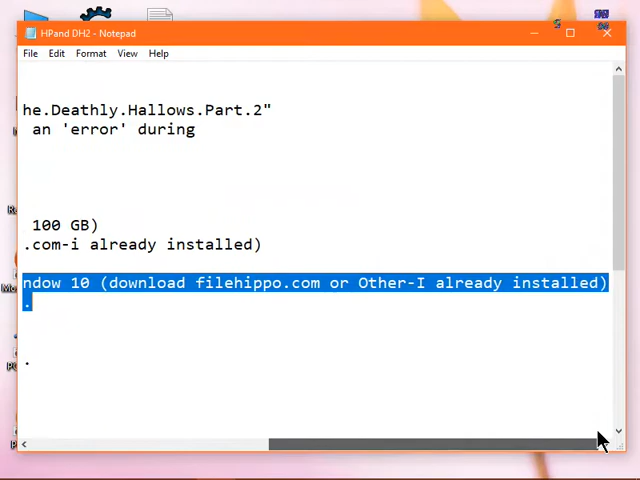 HPand DH2 - Notepad
File Edit Format View Help
he.Deathly.Hallows.Part.2"
an 'error' during
100 GB)
.com-i already installed)
ndow 10 (download filehippo.com or Other-I already installed)
.
.